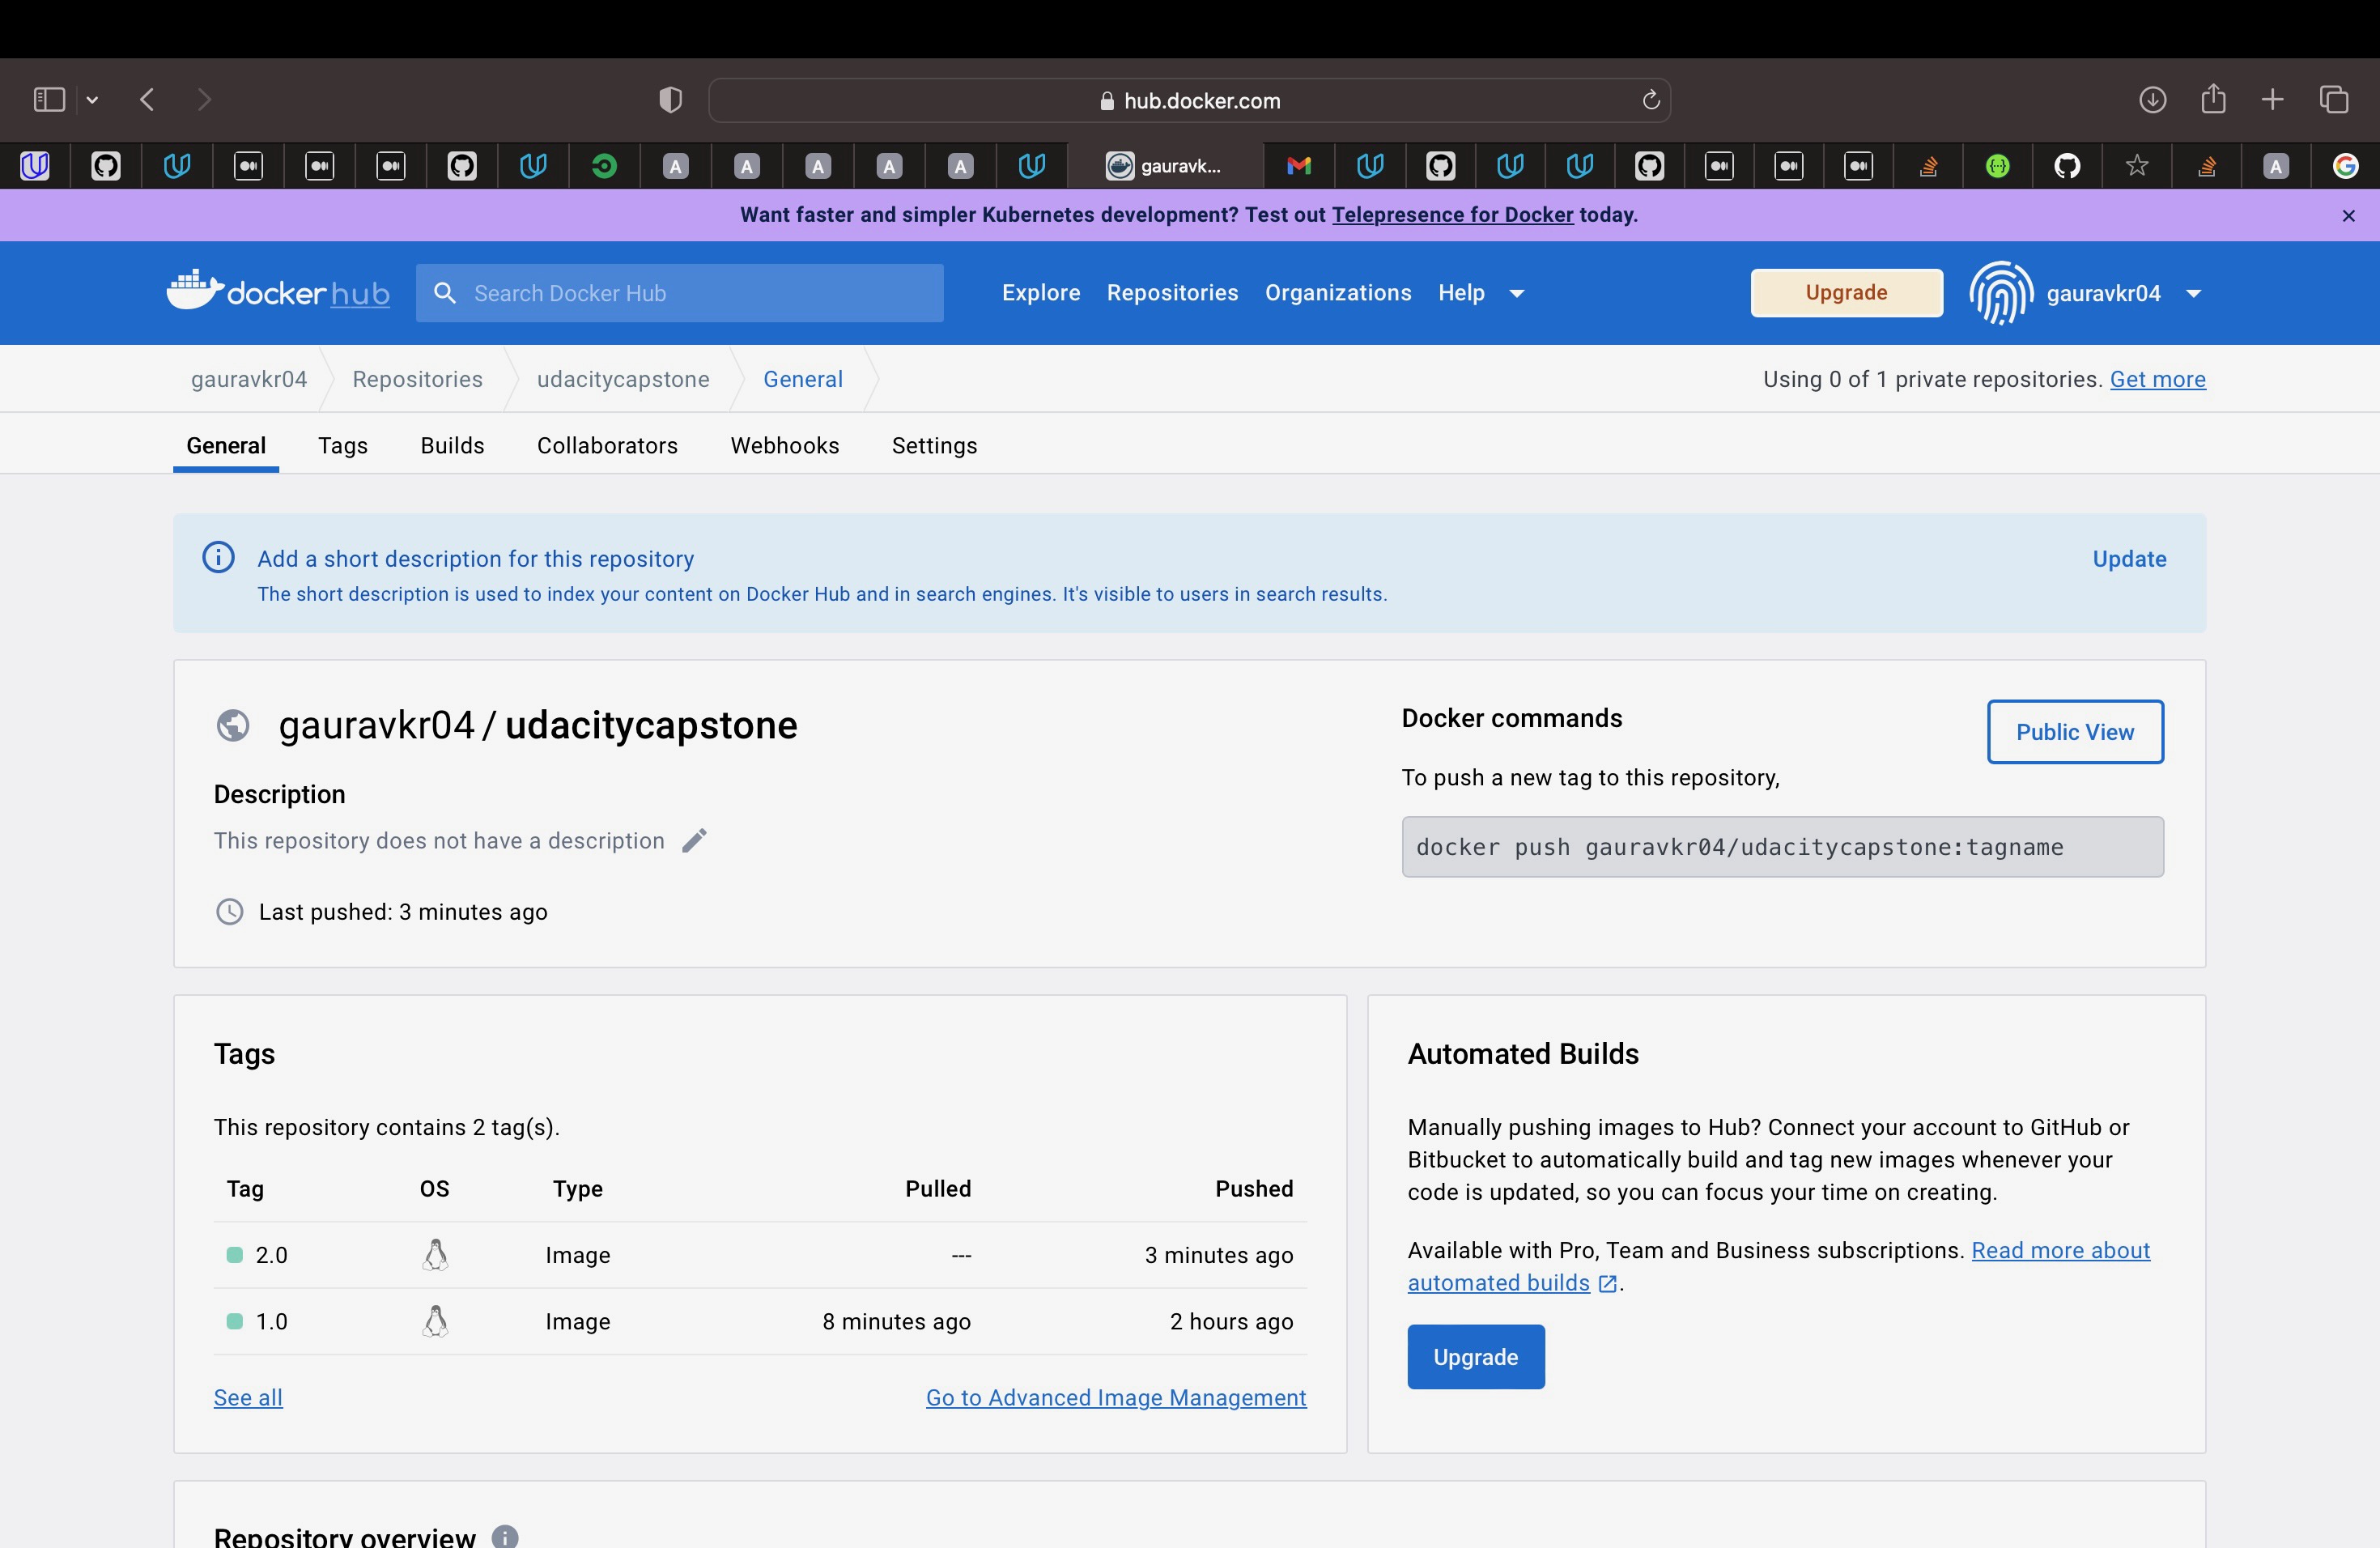 hub.docker.com
A
A
A
A
A
gauravk...
A
Want faster and simpler Kubernetes development? Test out Telepresence for Docker today.
dockerhub
Search Docker Hub
Explore
Repositories
Organizations
Help
Upgrade
gauravkr04
gauravkr04
Repositories
udacitycapstone
General
Using 0 of 1 private repositories. Get more
General
Tags
Builds
Collaborators
Webhooks
Settings
Add a short description for this repository
Update
The short description is used to index your content on Docker Hub and in search engines. It's visible to users in search results.
gauravkr04 / udacitycapstone
Description
This repository does not have a description
Last pushed: 3 minutes ago
Docker commands
Public View
To push a new tag to this repository,
docker push gauravkr04/udacitycapstone:tagname
Tags
This repository contains 2 tag(s).
Tag OS Type Pulled Pushed
2.0 Image --- 3 minutes ago
1.0 Image 8 minutes ago 2 hours ago
See all
Go to Advanced Image Management
Automated Builds
Manually pushing images to Hub? Connect your account to GitHub or
Bitbucket to automatically build and tag new images whenever your
code is updated, so you can focus your time on creating.
Available with Pro, Team and Business subscriptions. Read more about
automated builds .
Upgrade
Repository overview